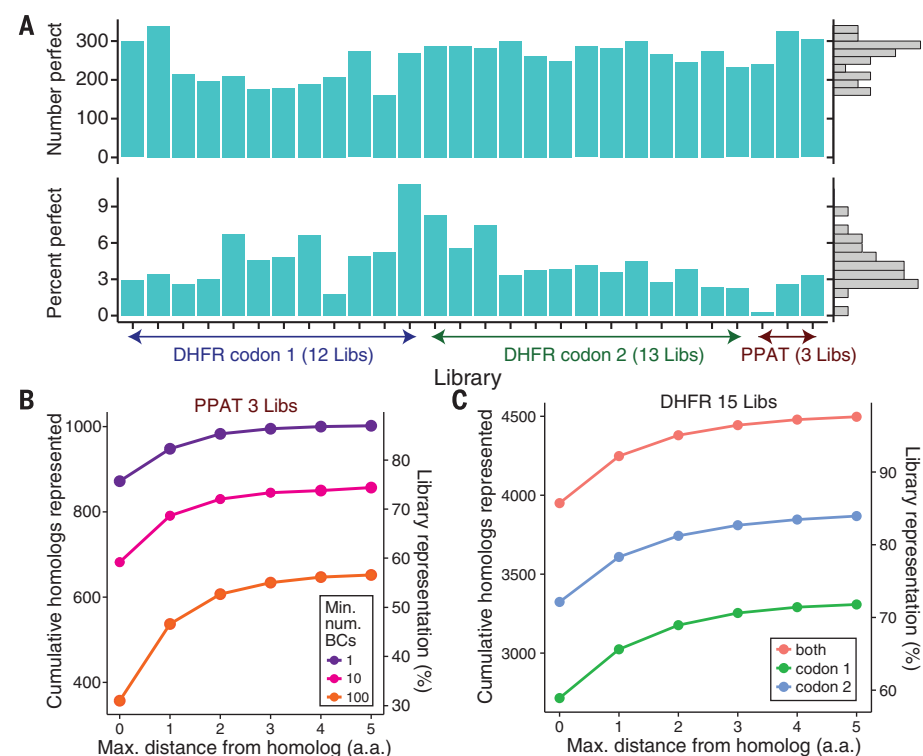 A
Number perfect
300
200
100
0
Percent perfect
9
6
3
0
DHFR codon 1 (12 Libs)
DHFR codon 2 (13 Libs)
PPAT (3 Libs)
Library
B
PPAT 3 Libs
Cumulative homologs represented
1000
800
600
400
80
70
60
50
40
30
Library representation (%)
Min.
num.
BCs
1
10
100
0 1 2 3 4 5
Max. distance from homolog (a.a.)
C
DHFR 15 Libs
Cumulative homologs represented
4500
4000
3500
3000
90
80
70
60
Library representation (%)
both
codon 1
codon 2
0 1 2 3 4 5
Max. distance from homolog (a.a.)